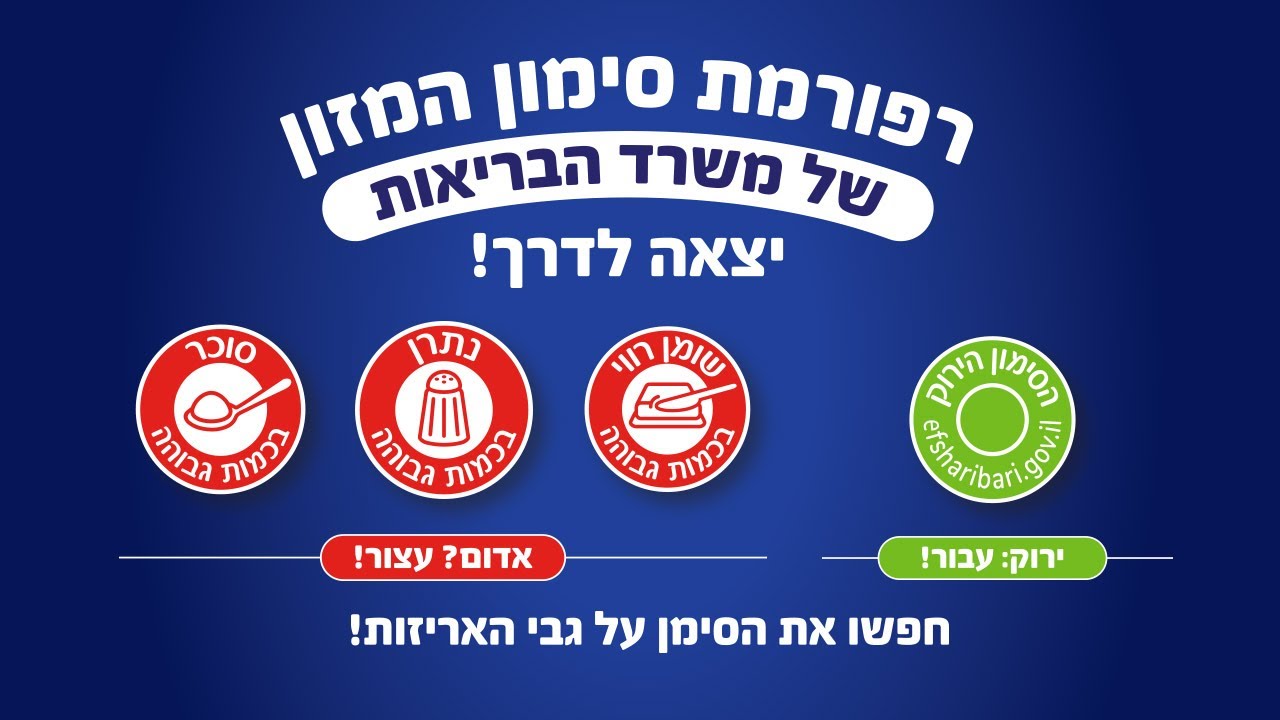 רפורמת סימון המזון
של משרד הבריאות
יצאה לדרך!
הסימון הירוק
efsharibari.gov.il
שומן רווי
בכמות גבוהה
נתרן
בכמות גבוהה
סוכר
בכמות גבוהה
ירוק: עבור!
אדום? עצור!
חפשו את הסימן על גבי האריזות!